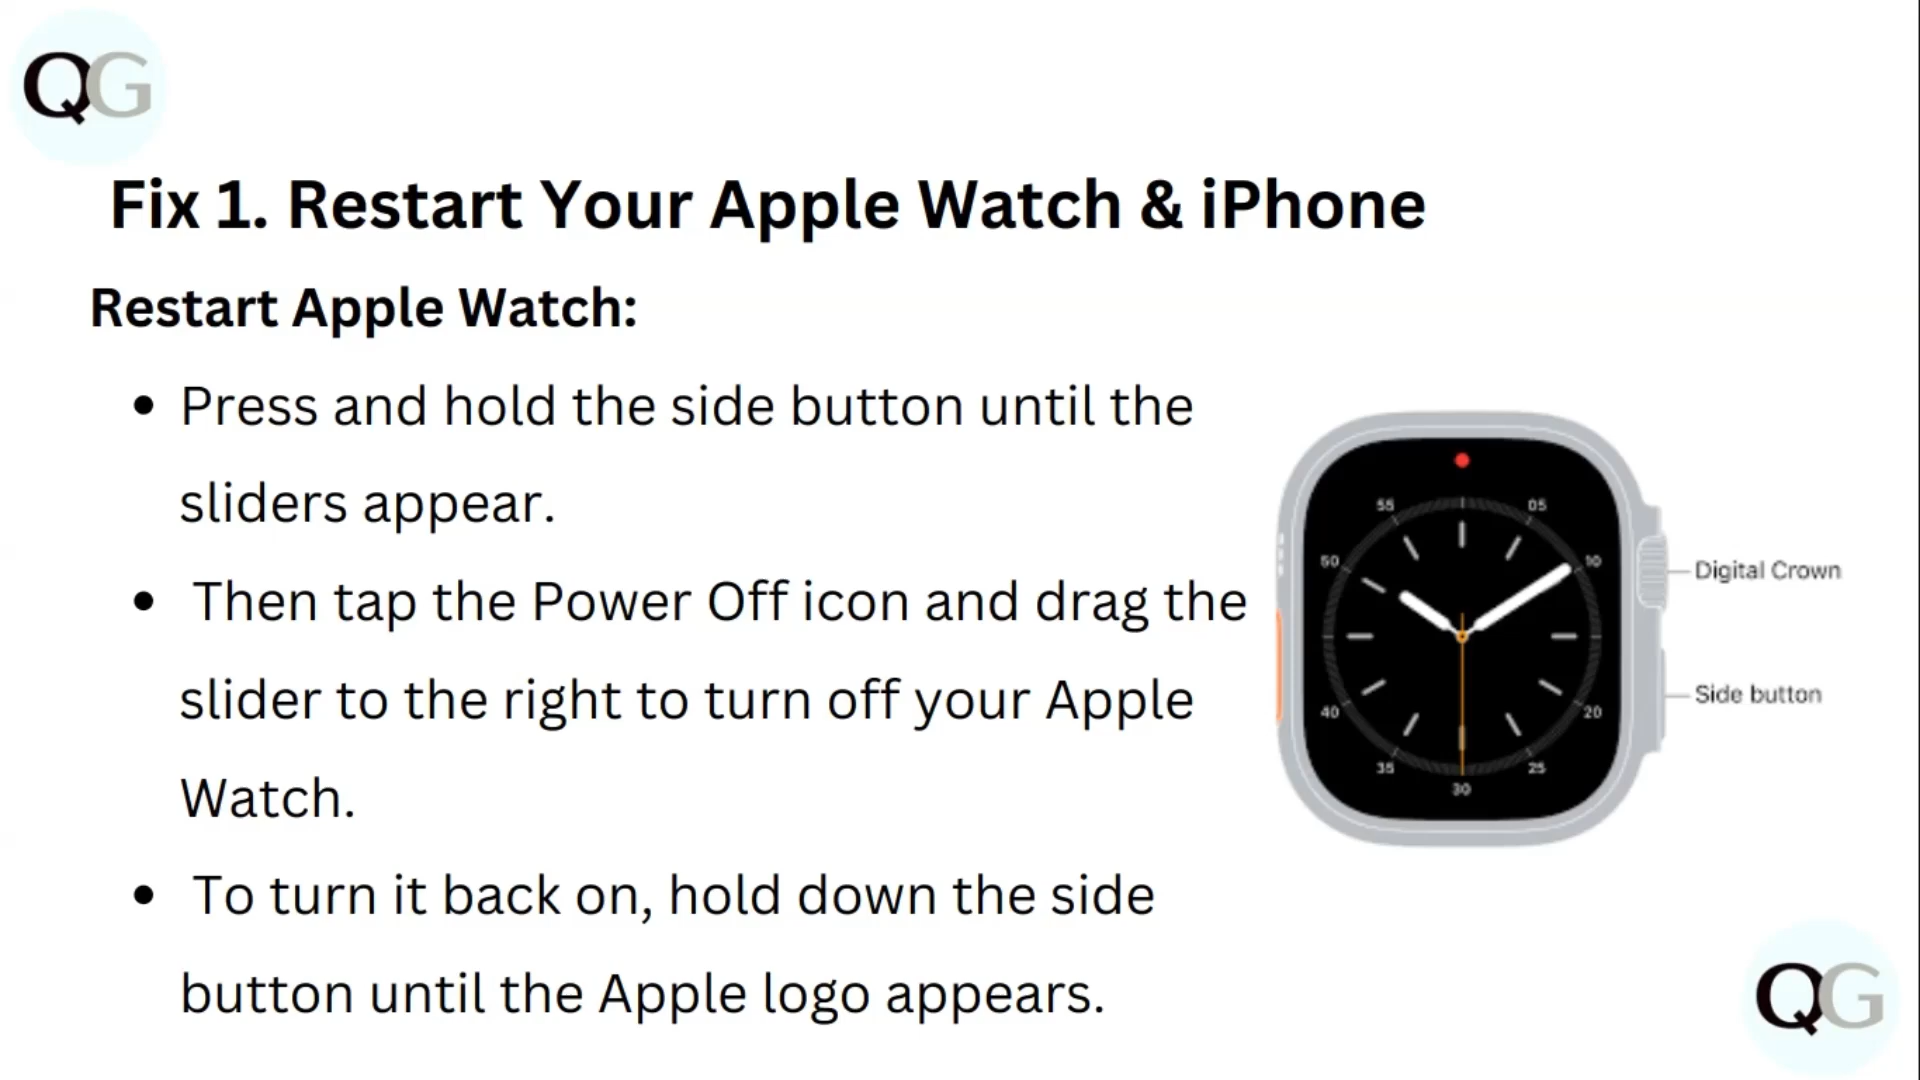 QG
Fix 1. Restart Your Apple Watch & iPhone
Restart Apple Watch:
• Press and hold the side button until the
sliders appear.
• Then tap the Power Off icon and drag the
slider to the right to turn off your Apple
Watch.
• To turn it back on, hold down the side
button until the Apple logo appears.
55
05
50
10
40
20
35
25
30
Digital Crown
Side button
QG